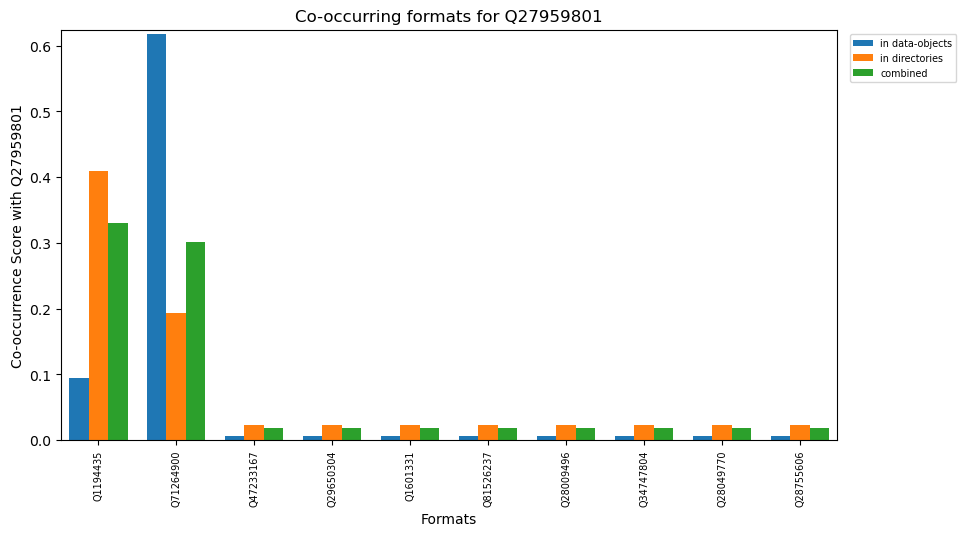 Co-occurring formats for Q27959801
in data-objects
in directories
combined
Co-occurrence Score with Q27959801
0.6
0.5
0.4
0.3
0.2
0.1
0.0
Q1194435
Q71264900
Q47233167
Q29650304
Q1601331
Q81526237
Q28009496
Q34747804
Q28049770
Q28755606
Formats